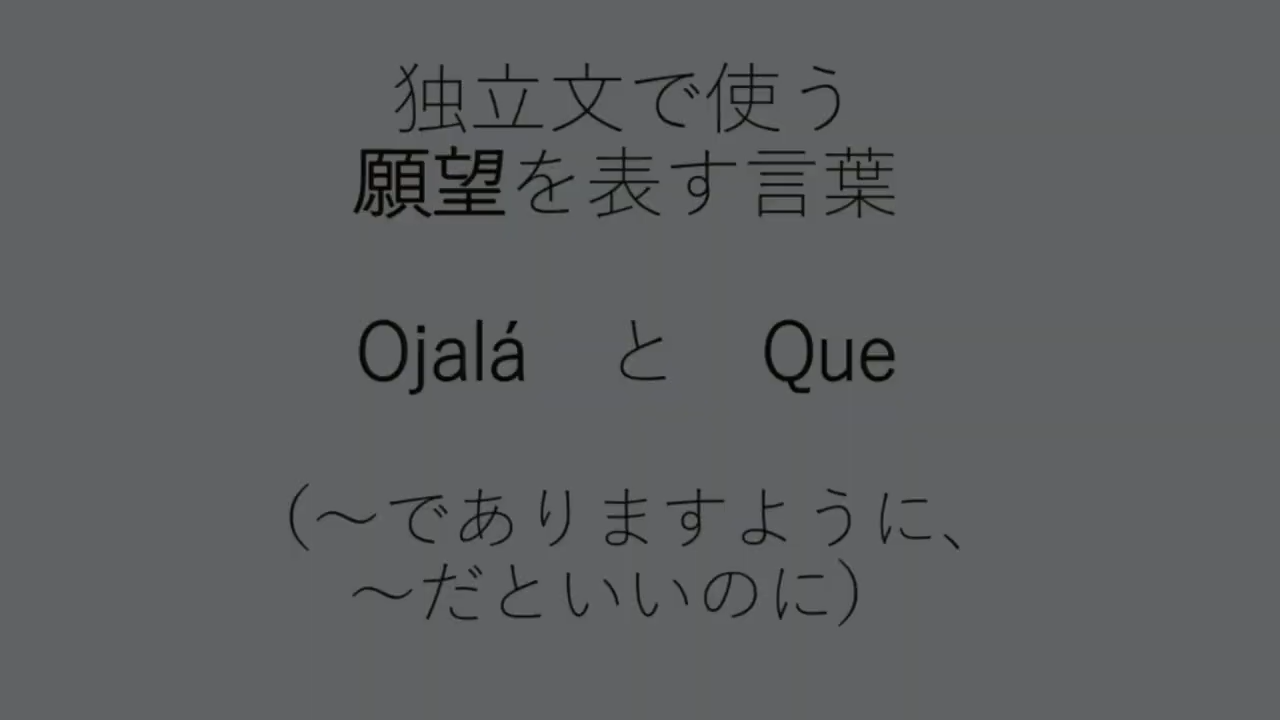 独立文で使う
願望を表す言葉
Ojalá と Que
(～でありますように、
～だといいのに)